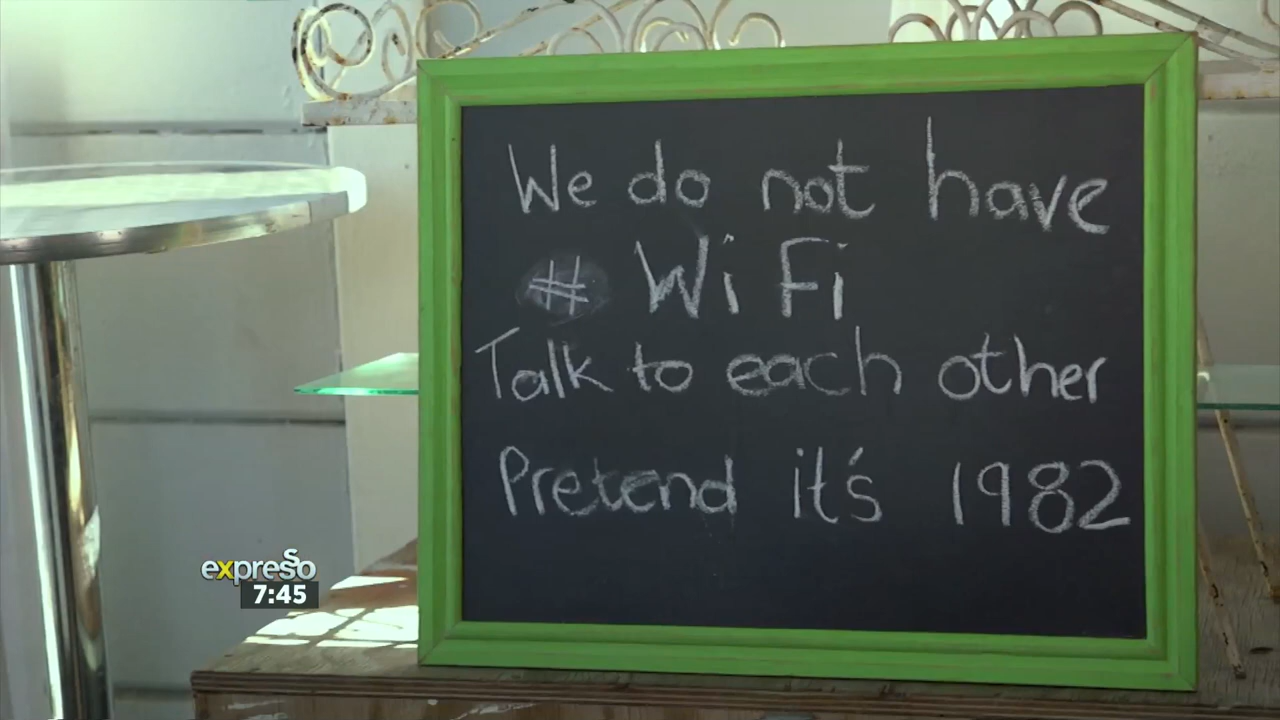 We do not have
# WiFi
Talk to each other
Pretend it's 1982
expresso
7:45